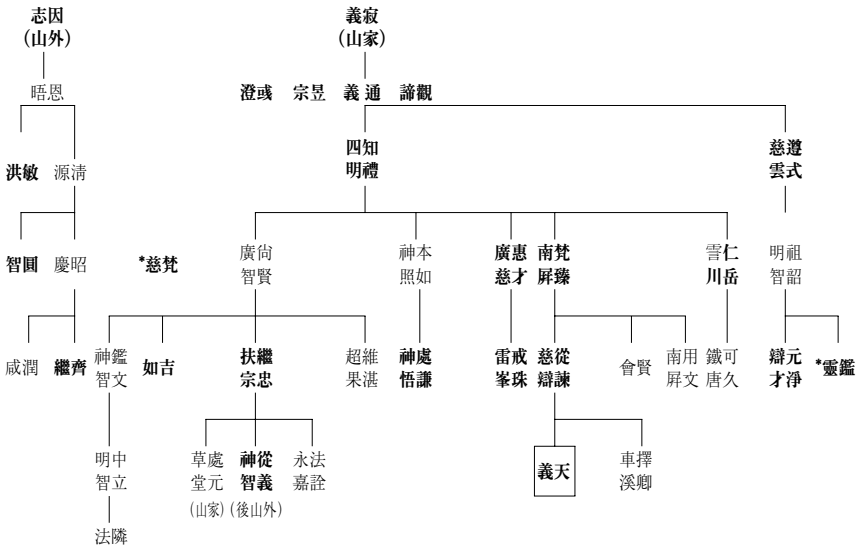 志因 義寂
(山外) (山家)
晤恩 澄彧 宗昱 義通 諦觀
四知 慈遵
明禮 雲式
洪敏 源淸
廣尙 神本 廣惠 南梵 雪仁 明祖
智賢 照如 慈才 屛臻 川岳 智韶
智圓 慶昭 *慈梵
神鑑 扶繼 超維 神處 雷戒 慈從 南用 鐵可 辯元
智文 宗忠 果湛 悟謙 峯珠 辯諫 屛文 唐久 才淨
咸潤 繼齊 如吉 會賢 *靈鑑
明中 草處 神從 永法 車擇
智立 堂元 智義 嘉詮 溪卿
義天
(山家) (後山外)
法隣